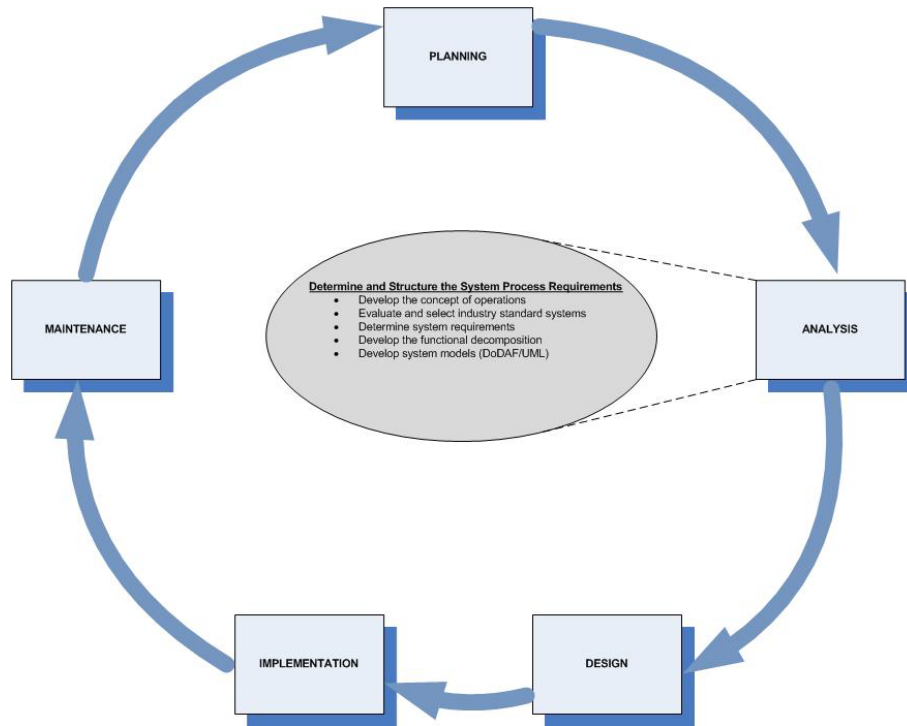 PLANNING
Determine and Structure the System Process Requirements
• Develop the concept of operations
• Evaluate and select industry standard systems
• Determine system requirements
• Develop the functional decomposition
• Develop system models (DoDAF/UML)
MAINTENANCE
ANALYSIS
IMPLEMENTATION
DESIGN